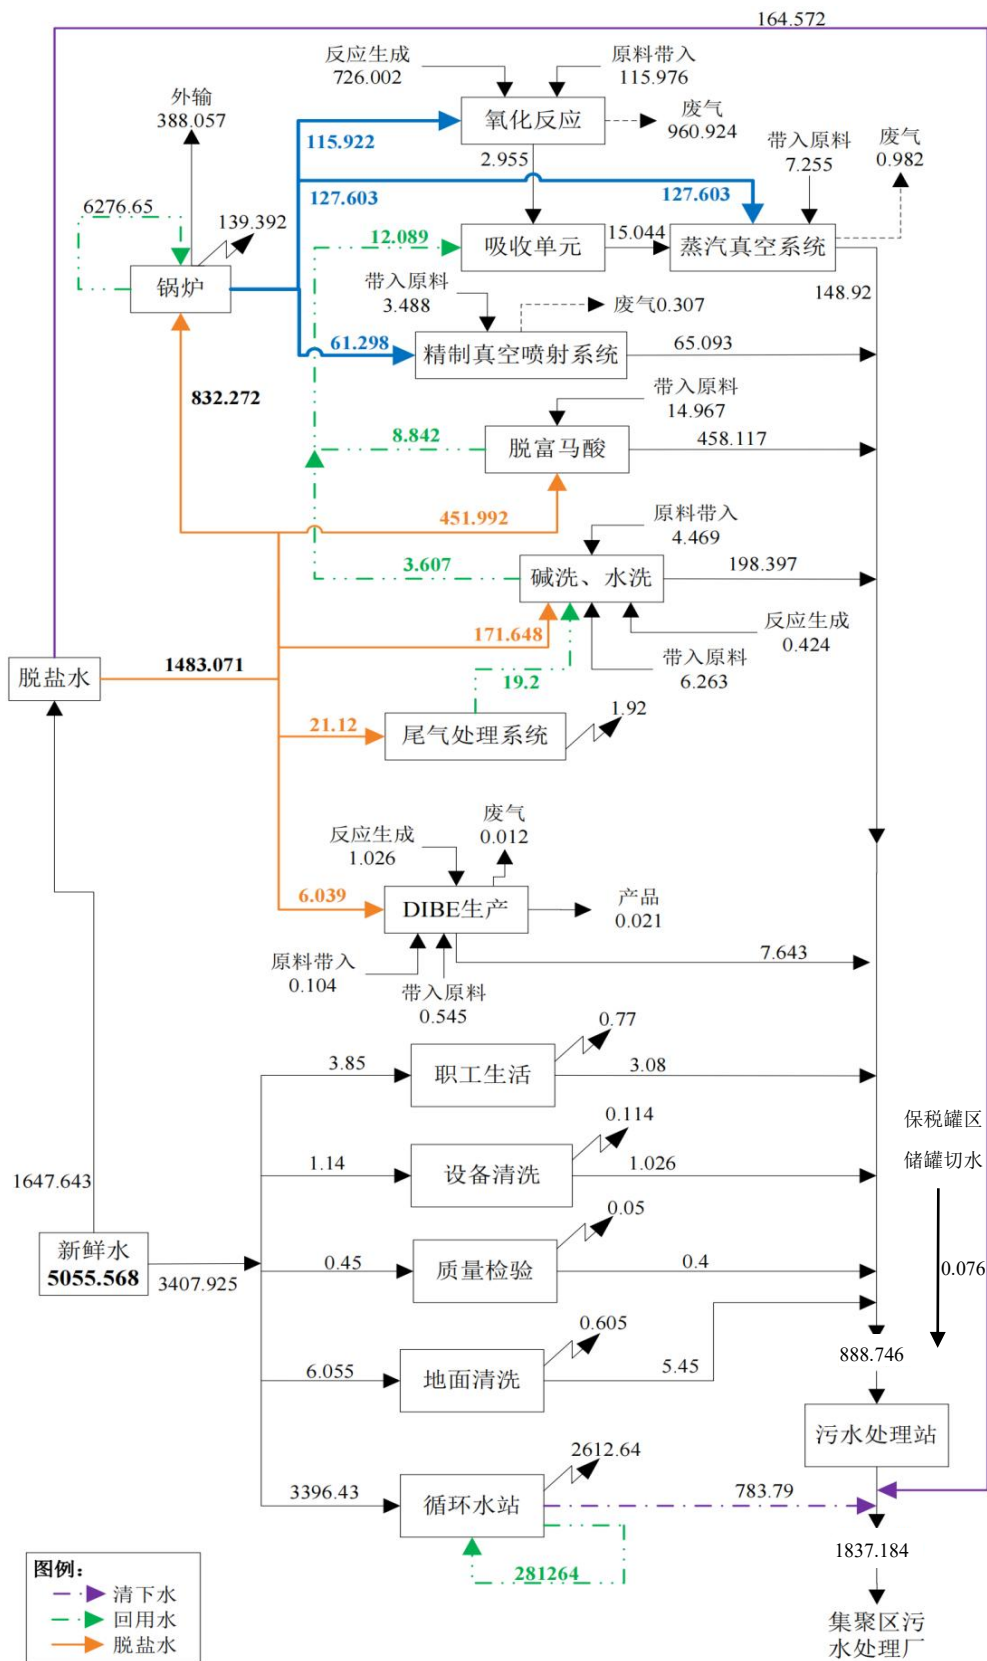 164.572
反应生成
726.002
原料带入
115.976
外输
388.057
氧化反应
废气
960.924
115.922
2.955
带入原料
7.255
废气
0.982
6276.65
139.392
127.603
127.603
12.089
吸收单元
15.044
蒸汽真空系统
锅炉
带入原料
3.488
废气0.307
148.92
61.298
精制真空喷射系统
65.093
832.272
带入原料
14.967
8.842
脱富马酸
458.117
451.992
原料带入
4.469
3.607
碱洗、水洗
198.397
171.648
反应生成
0.424
脱盐水
1483.071
19.2
带入原料
6.263
21.12
尾气处理系统
1.92
反应生成
1.026
废气
0.012
6.039
DIBE生产
产品
0.021
原料带入
0.104
带入原料
0.545
7.643
0.77
3.85
职工生活
3.08
保税罐区
储罐切水
0.114
1.14
设备清洗
1.026
1647.643
0.05
新鲜水
5055.568
3407.925
0.45
质量检验
0.4
0.076
0.605
6.055
地面清洗
5.45
888.746
污水处理站
2612.64
3396.43
循环水站
783.79
281264
1837.184
图例：
清下水
回用水
脱盐水
集聚区污
水处理厂